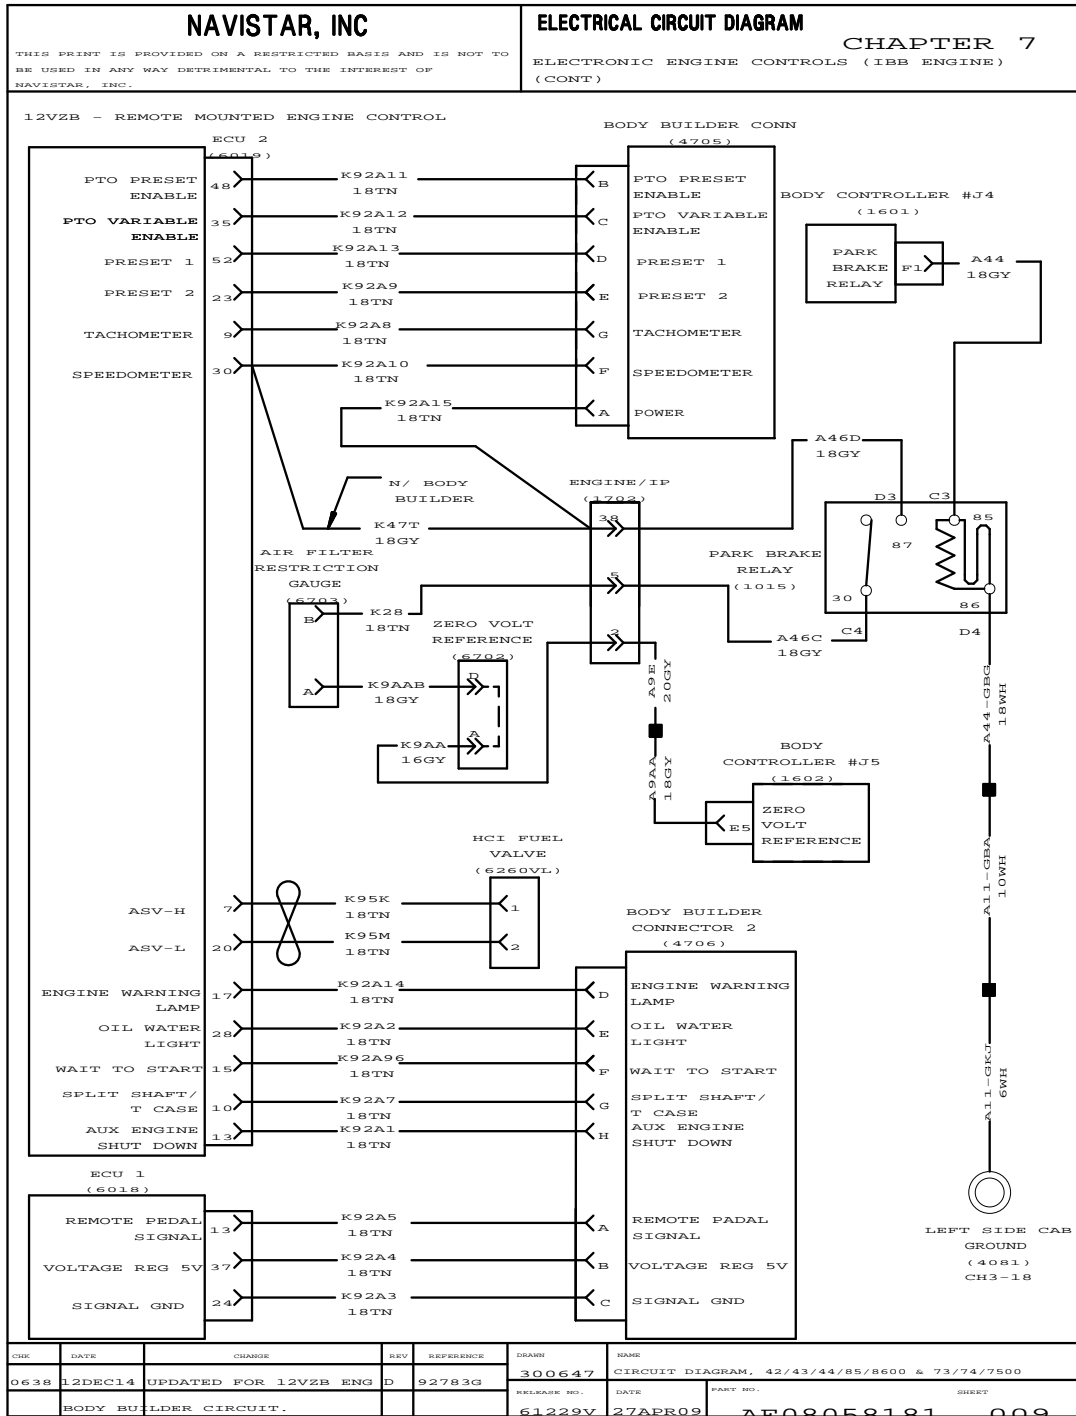 NAVISTAR, INC
THIS PRINT IS PROVIDED ON A RESTRICTED BASIS AND IS NOT TO
BE USED IN ANY WAY DETRIMENTAL TO THE INTEREST OF
NAVISTAR, INC.
ELECTRICAL CIRCUIT DIAGRAM
CHAPTER 7
ELECTRONIC ENGINE CONTROLS (IBB ENGINE)
(CONT)
12VZB - REMOTE MOUNTED ENGINE CONTROL
ECU 2
(6019)
PTO PRESET
ENABLE
48
PTO VARIABLE
ENABLE
35
PRESET 1
52
PRESET 2
23
TACHOMETER
9
SPEEDOMETER
30
K92A11
18TN
K92A12
18TN
K92A13
18TN
K92A9
18TN
K92A8
18TN
K92A10
18TN
K92A15
18TN
BODY BUILDER CONN
(4705)
B
PTO PRESET
ENABLE
C
PTO VARIABLE
ENABLE
D
PRESET 1
E
PRESET 2
G
TACHOMETER
F
SPEEDOMETER
A
POWER
BODY CONTROLLER #J4
(1601)
PARK
BRAKE
RELAY
F1
A44
18GY
N/ BODY
BUILDER
K47T
18GY
ENGINE/IP
(1702)
38
5
2
A46D
18GY
D3
C3
85
87
30
86
C4
D4
PARK BRAKE
RELAY
(1015)
A46C
18GY
AIR FILTER
RESTRICTION
GAUGE
(6703)
B
A
K28
18TN
K9AAB
18GY
ZERO VOLT
REFERENCE
(6702)
D
A
K9AA
16GY
A9E
20GY
A9AA
18GY
BODY
CONTROLLER #J5
(1602)
E5
ZERO
VOLT
REFERENCE
A44-GBG
18WH
A11-GBA
10WH
A11-GKJ
6WH
LEFT SIDE CAB
GROUND
(4081)
CH3-18
HCI FUEL
VALVE
(6260VL)
1
2
ASV-H
7
K95K
18TN
ASV-L
20
K95M
18TN
ENGINE WARNING
LAMP
17
OIL WATER
LIGHT
28
WAIT TO START
15
SPLIT SHAFT/
T CASE
10
AUX ENGINE
SHUT DOWN
13
K92A14
18TN
K92A2
18TN
K92A96
18TN
K92A7
18TN
K92A1
18TN
BODY BUILDER
CONNECTOR 2
(4706)
D
ENGINE WARNING
LAMP
E
OIL WATER
LIGHT
F
WAIT TO START
G
SPLIT SHAFT/
T CASE
H
AUX ENGINE
SHUT DOWN
ECU 1
(6018)
REMOTE PEDAL
SIGNAL
13
VOLTAGE REG 5V
37
SIGNAL GND
24
K92A5
18TN
K92A4
18TN
K92A3
18TN
A
REMOTE PADAL
SIGNAL
B
VOLTAGE REG 5V
C
SIGNAL GND
CHK
DATE
CHANGE
REV
REFERENCE
0638
12DEC14
UPDATED FOR 12VZB ENG
D
92783G
BODY BUILDER CIRCUIT.
DRAWN
300647
NAME
CIRCUIT DIAGRAM, 42/43/44/85/8600 & 73/74/7500
RELEASE NO.
61229V
DATE
27APR09
PART NO.
AF08058181
SHEET
009